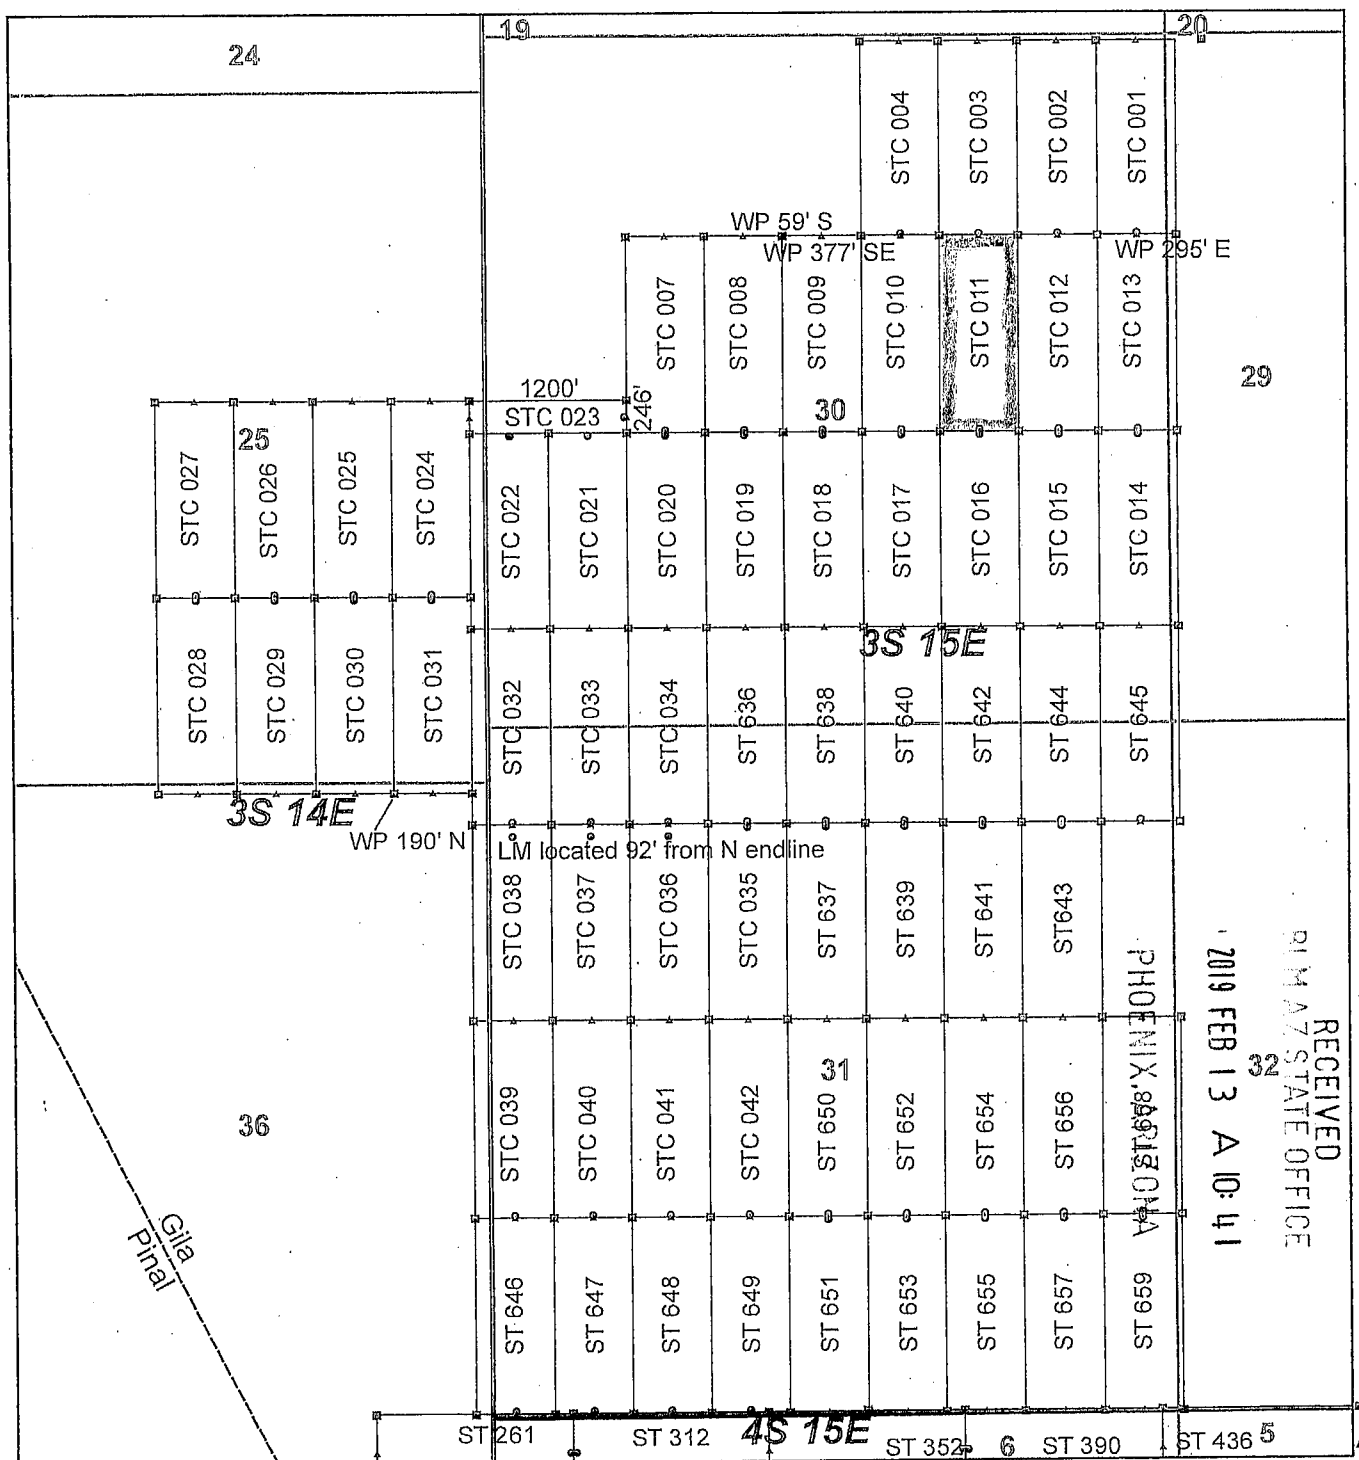 19
20
24
STC 004
STC 003
STC 002
STC 001
WP 59' S
WP 377' SE
WP 295' E
STC 007
STC 008
STC 009
STC 010
STC 011
STC 012
STC 013
29
1200'
246'
STC 023
30
25
STC 027
STC 026
STC 025
STC 024
STC 022
STC 021
STC 020
STC 019
STC 018
STC 017
STC 016
STC 015
STC 014
3S 15E
STC 028
STC 029
STC 030
STC 031
STC 032
STC 033
STC 034
ST 636
ST 638
ST 640
ST 642
ST 644
ST 645
3S 14E
WP 190' N
LM located 92' from N endline
STC 038
STC 037
STC 036
STC 035
ST 637
ST 639
ST 641
ST643
RECEIVED
BLM AZ STATE OFFICE
2019 FEB 13 A 10:41
PHOENIX, ARIZONA
31
32
36
STC 039
STC 040
STC 041
STC 042
ST 650
ST 652
ST 654
ST 656
Gila
Pinal
ST 646
ST 647
ST 648
ST 649
ST 651
ST 653
ST 655
ST 657
ST 659
ST 261
ST 312
4S 15E
ST 352
6
ST 390
ST 436
5